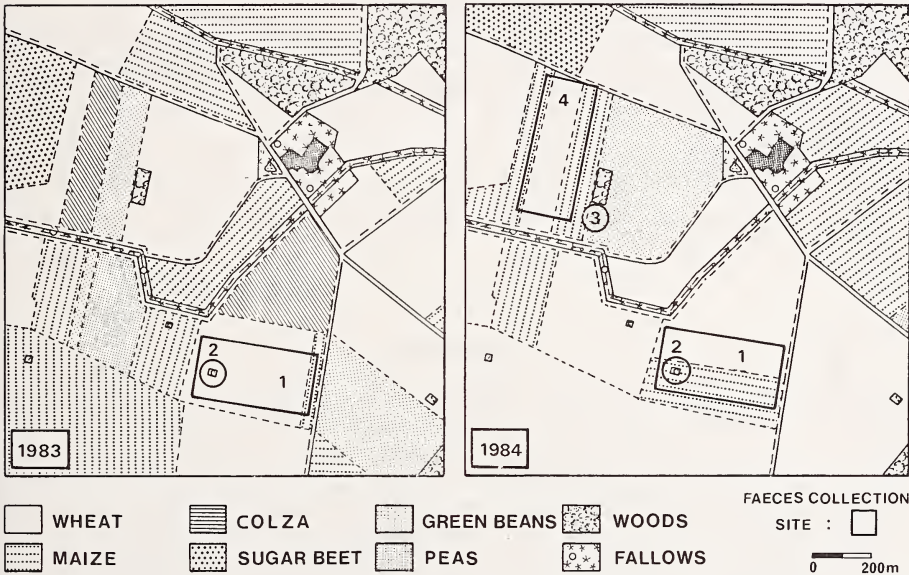 2
1
1983
4
3
2
1
1984
WHEAT COLZA GREEN BEANS WOODS
MAIZE SUGAR BEET PEAS FALLOWS
FAECES COLLECTION
SITE :
0 200m